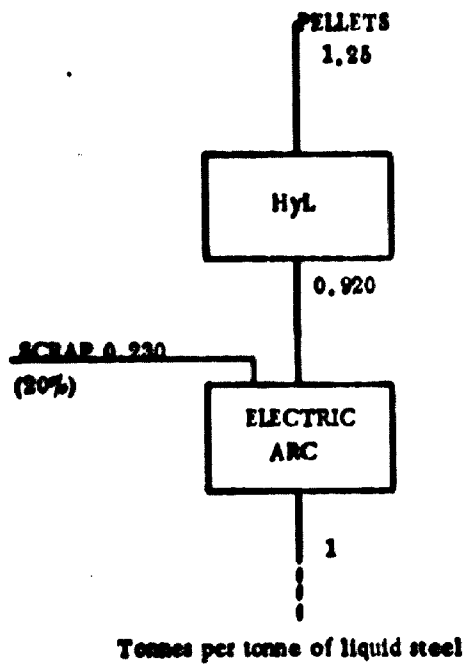 PELLETS
1.25
HyL
0.920
SCRAP 0.230
(20%)
ELECTRIC
ARC
1
Tonnes per tonne of liquid steel